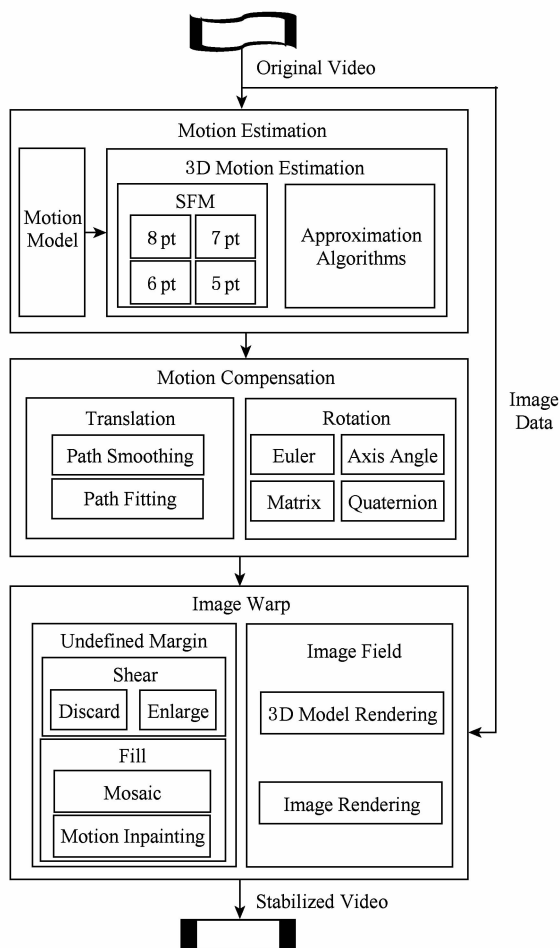 Original Video
Motion Estimation
3D Motion Estimation
Motion
Model
SFM
8 pt
7 pt
6 pt
5 pt
Approximation
Algorithms
Motion Compensation
Translation
Path Smoothing
Path Fitting
Rotation
Euler
Axis Angle
Matrix
Quaternion
Image
Data
Image Warp
Undefined Margin
Shear
Discard
Enlarge
Fill
Mosaic
Motion Inpainting
Image Field
3D Model Rendering
Image Rendering
Stabilized Video